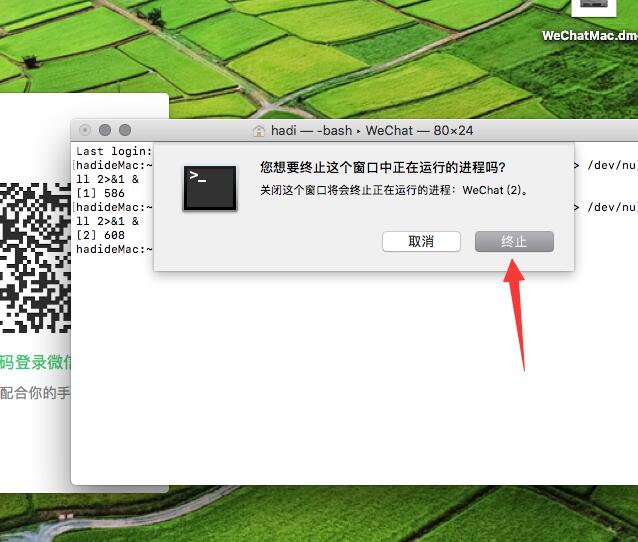 WeChatMac.dm
hadi — -bash ▸ WeChat — 80×24
Last login:
hadideMac:~
> /dev/nul
ll 2>&1 &
[1] 586
hadideMac:~
> /dev/nul
ll 2>&1 &
[2] 608
hadideMac:~
您想要终止这个窗口中正在运行的进程吗?
关闭这个窗口将会终止正在运行的进程：WeChat (2)。
取消
终止
码登录微信
配合你的手